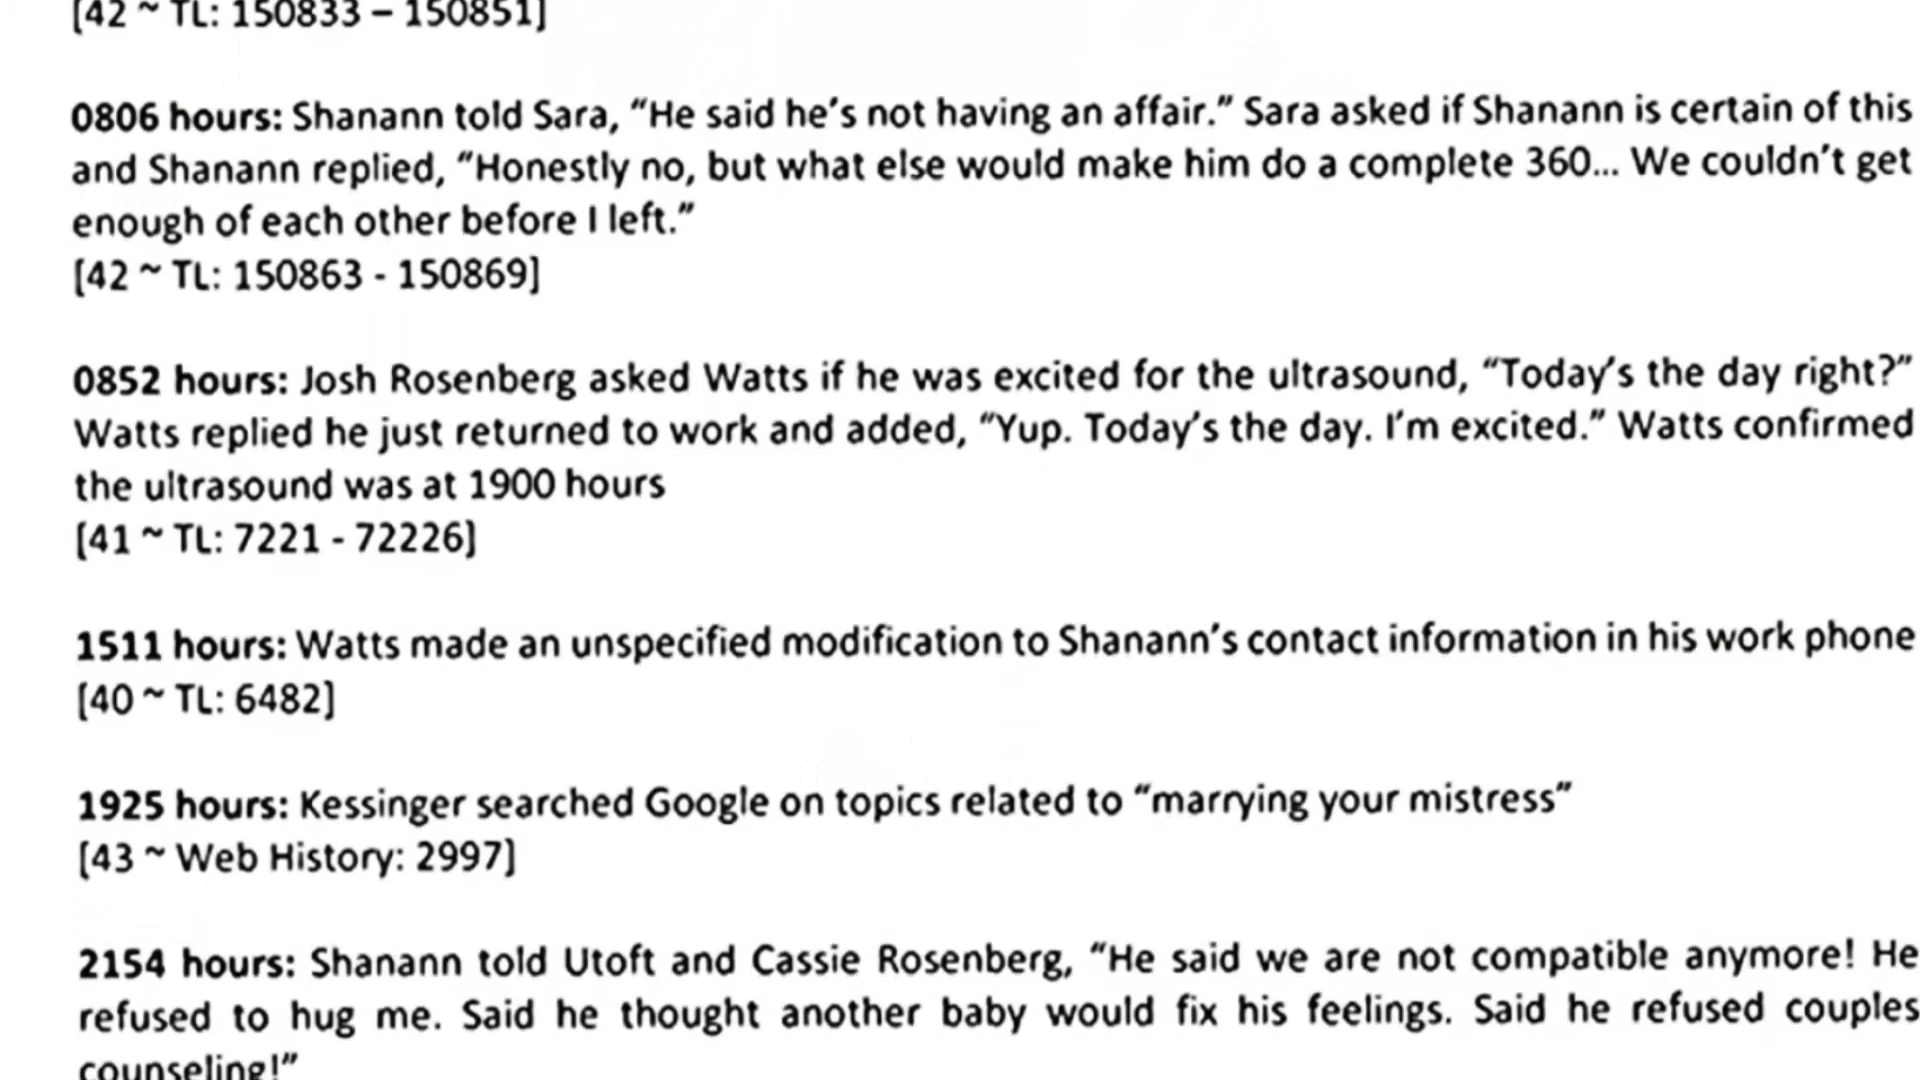 [42 ~ TL: 150833 – 150851]
0806 hours: Shanann told Sara, “He said he’s not having an affair.” Sara asked if Shanann is certain of this
and Shanann replied, “Honestly no, but what else would make him do a complete 360... We couldn’t get
enough of each other before I left.”
[42 ~ TL: 150863 - 150869]
0852 hours: Josh Rosenberg asked Watts if he was excited for the ultrasound, “Today’s the day right?”
Watts replied he just returned to work and added, “Yup. Today’s the day. I’m excited.” Watts confirmed
the ultrasound was at 1900 hours
[41 ~ TL: 7221 - 72226]
1511 hours: Watts made an unspecified modification to Shanann’s contact information in his work phone
[40 ~ TL: 6482]
1925 hours: Kessinger searched Google on topics related to “marrying your mistress”
[43 ~ Web History: 2997]
2154 hours: Shanann told Utoft and Cassie Rosenberg, “He said we are not compatible anymore! He
refused to hug me. Said he thought another baby would fix his feelings. Said he refused couples
counseling!”